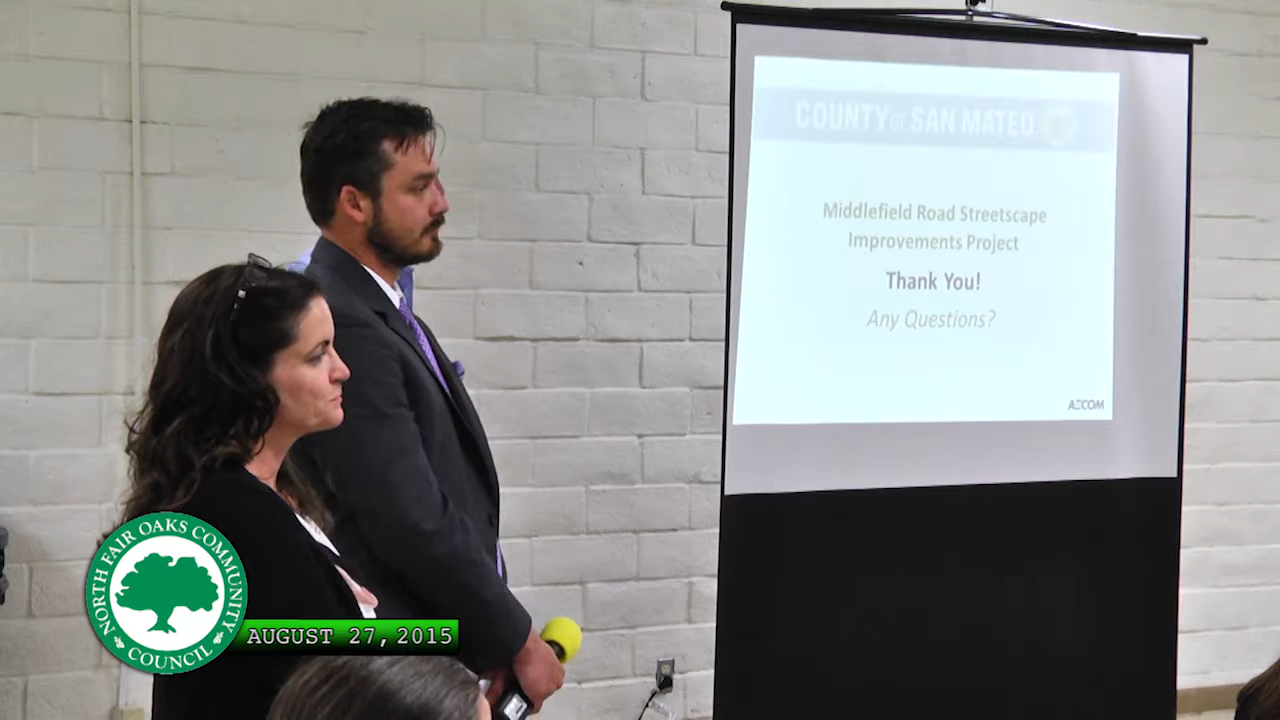 COUNTY OF SAN MATEO
Middlefield Road Streetscape
Improvements Project
Thank You!
Any Questions?
AECOM
NORTH FAIR OAKS COMMUNITY
COUNCIL
AUGUST 27, 2015